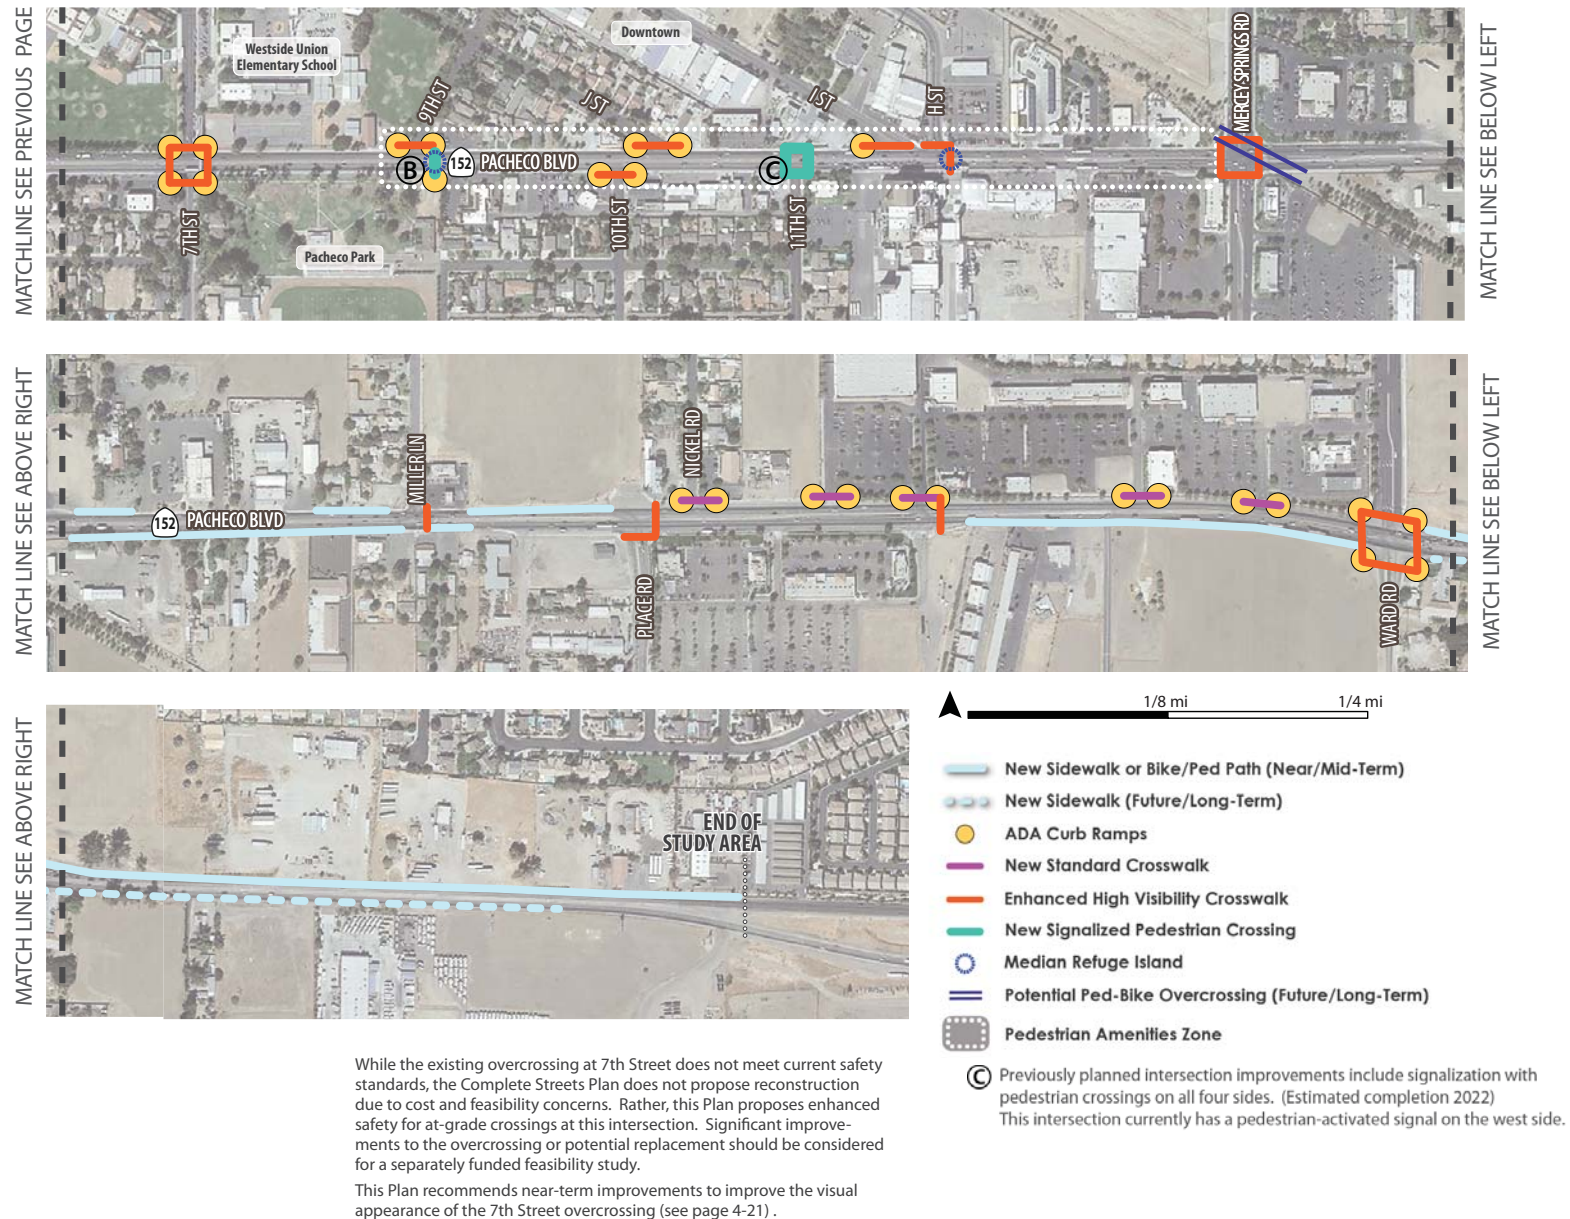 MATCHLINE SEE PREVIOUS PAGE
Westside Union
Elementary School
Downtown
9TH ST
J ST
I ST
H ST
MERCEY SPRINGS RD
B
152
PACHECO BLVD
C
7TH ST
10TH ST
11TH ST
Pacheco Park
MATCH LINE SEE BELOW LEFT
MATCH LINE SEE ABOVE RIGHT
MILLER LN
NICKEL RD
152
PACHECO BLVD
PLACE RD
WARD RD
MATCH LINE SEE BELOW LEFT
MATCH LINE SEE ABOVE RIGHT
END OF
STUDY AREA
1/8 mi
1/4 mi
New Sidewalk or Bike/Ped Path (Near/Mid-Term)
New Sidewalk (Future/Long-Term)
ADA Curb Ramps
New Standard Crosswalk
Enhanced High Visibility Crosswalk
New Signalized Pedestrian Crossing
Median Refuge Island
Potential Ped-Bike Overcrossing (Future/Long-Term)
Pedestrian Amenities Zone
C Previously planned intersection improvements include signalization with
pedestrian crossings on all four sides. (Estimated completion 2022)
This intersection currently has a pedestrian-activated signal on the west side.
While the existing overcrossing at 7th Street does not meet current safety
standards, the Complete Streets Plan does not propose reconstruction
due to cost and feasibility concerns. Rather, this Plan proposes enhanced
safety for at-grade crossings at this intersection. Significant improve-
ments to the overcrossing or potential replacement should be considered
for a separately funded feasibility study.
This Plan recommends near-term improvements to improve the visual
appearance of the 7th Street overcrossing (see page 4-21) .